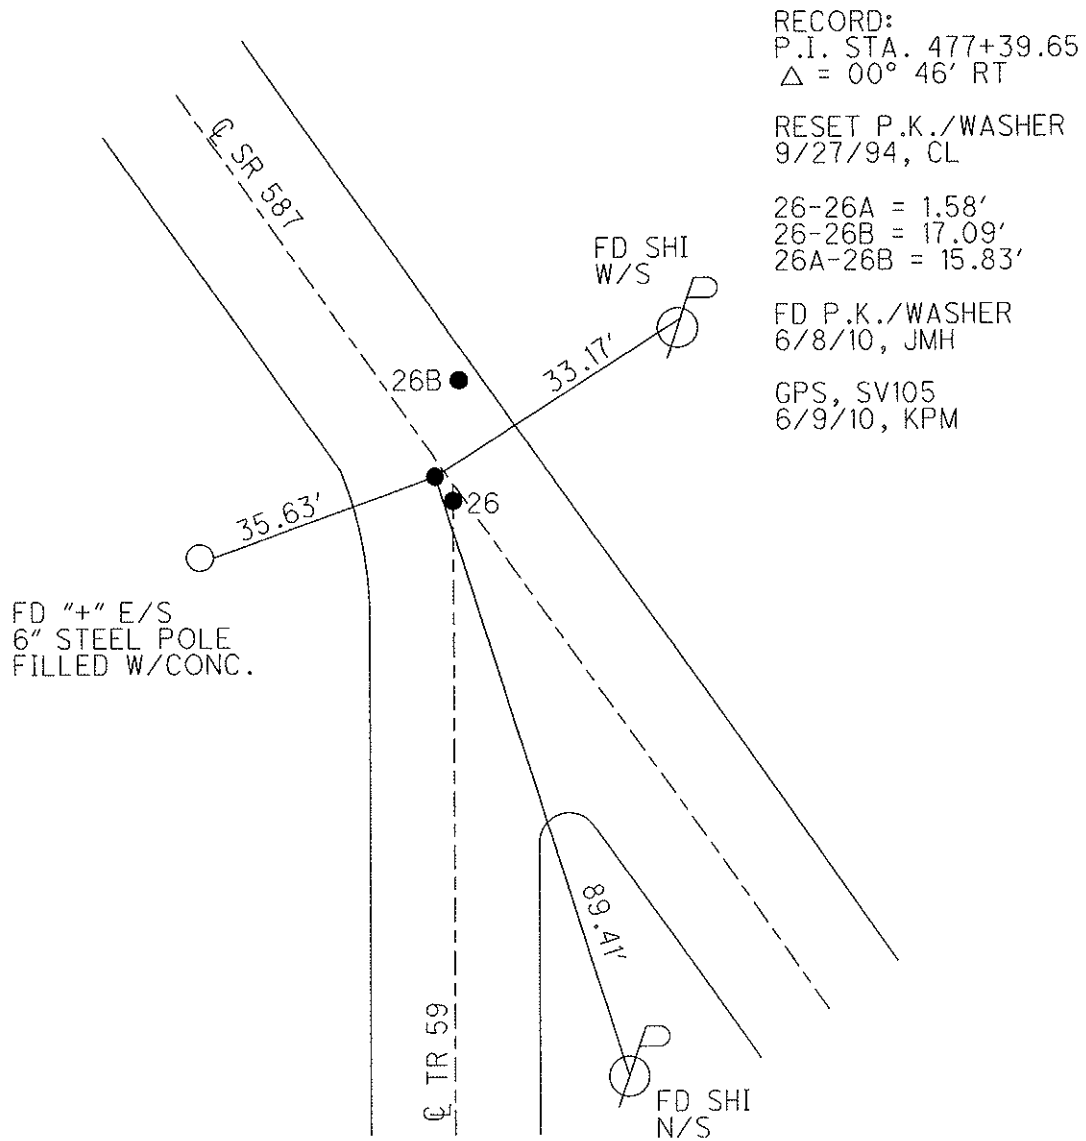 RECORD:
P.I. STA. 477+39.65
△ = 00° 46' RT
RESET P.K./WASHER
9/27/94, CL
26-26A = 1.58'
26-26B = 17.09'
26A-26B = 15.83'
FD P.K./WASHER
6/8/10, JMH
GPS, SV105
6/9/10, KPM
℄ SR 587
FD SHI
W/S
33.17'
26B
26
35.63'
FD "+" E/S
6" STEEL POLE
FILLED W/CONC.
89.41'
℄ TR 59
FD SHI
N/S